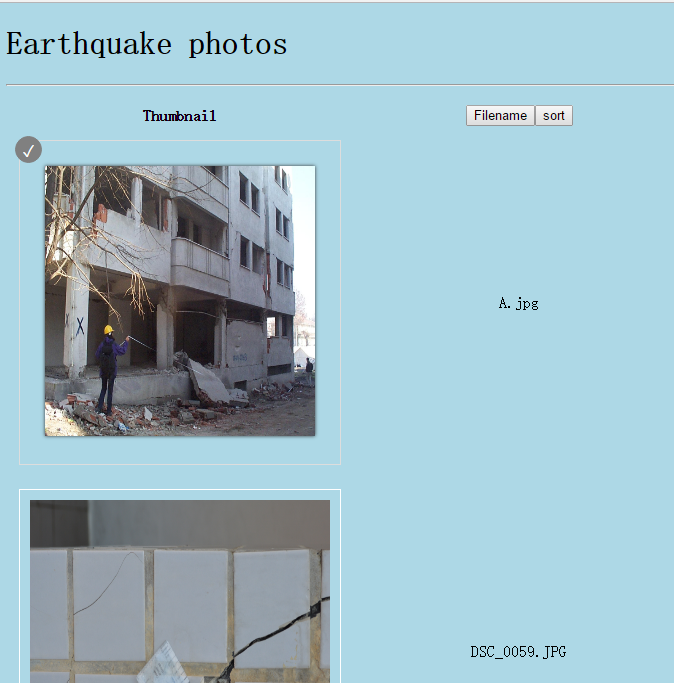 Earthquake photos
Thumbnail
Filename sort
A.jpg
DSC_0059.JPG